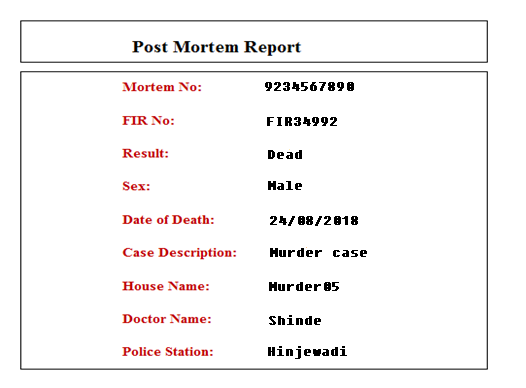 Post Mortem Report
Mortem No: 9234567890
FIR No: FIR34992
Result: Dead
Sex: Male
Date of Death: 24/08/2018
Case Description: Murder case
House Name: Murder05
Doctor Name: Shinde
Police Station: Hinjewadi